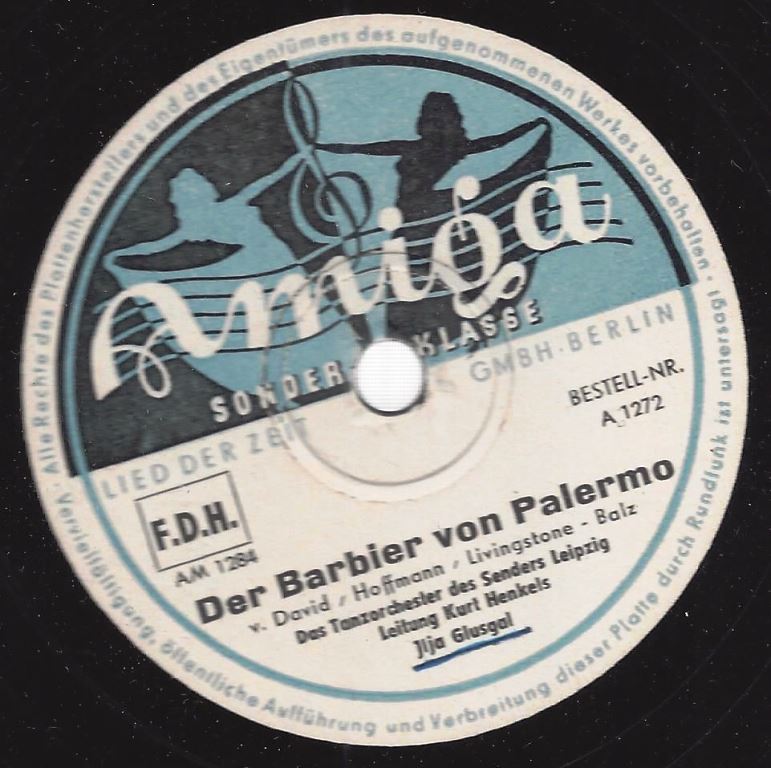 Alle Rechte des Plattenherstellers und des Eigentümers des aufgenommenen Werkes vorbehalten · Vervielfältigung, öffentliche Aufführung und Verbreitung dieser Platte durch Rundfunk ist untersagt ·
Amiga
SONDERKLASSE
LIED DER ZEIT GMBH · BERLIN
BESTELL-NR.
A 1272
F.D.H.
AM 1284
Der Barbier von Palermo
v. David / Hoffmann / Livingstone - Balz
Das Tanzorchester des Senders Leipzig
Leitung Kurt Henkels
Jlja Glusgal